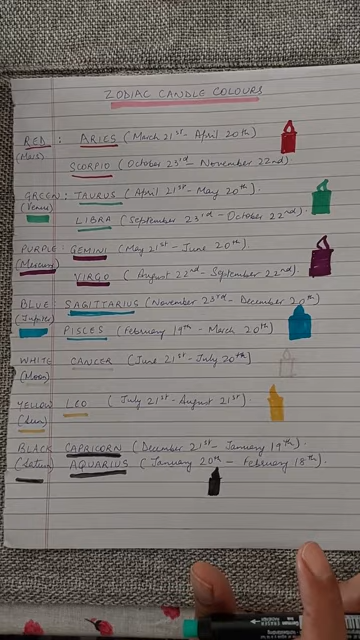 ZODIAC CANDLE COLOURS
RED : ARIES (March 21st - April 20th)
(Mars)
SCORPIO (October 23rd - November 22nd)
GREEN: TAURUS (April 21st - May 20th).
(Venus)
LIBRA (September 23rd - October 22nd)
PURPLE: GEMINI (May 21st - June 20th).
(Mercury)
VIRGO (August 22nd - September 22nd).
BLUE: SAGITTARIUS (November 23rd - December 20th)
(Jupiter)
PISCES (February 19th - March 20th)
WHITE CANCER (June 21st - July 20th)
(Moon)
YELLOW LEO (July 21st - August 21st)
(Sun)
BLACK CAPRICORN (December 21st - January 19th).
(Saturn) AQUARIUS (January 20th - February 18th).